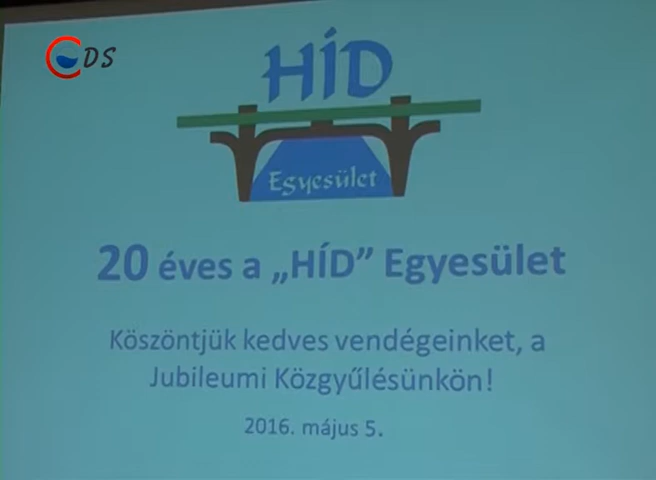 DS
HÍD
Egyesület
20 éves a „HÍD” Egyesület
Köszöntjük kedves vendégeinket, a
Jubileumi Közgyűlésünkön!
2016. május 5.